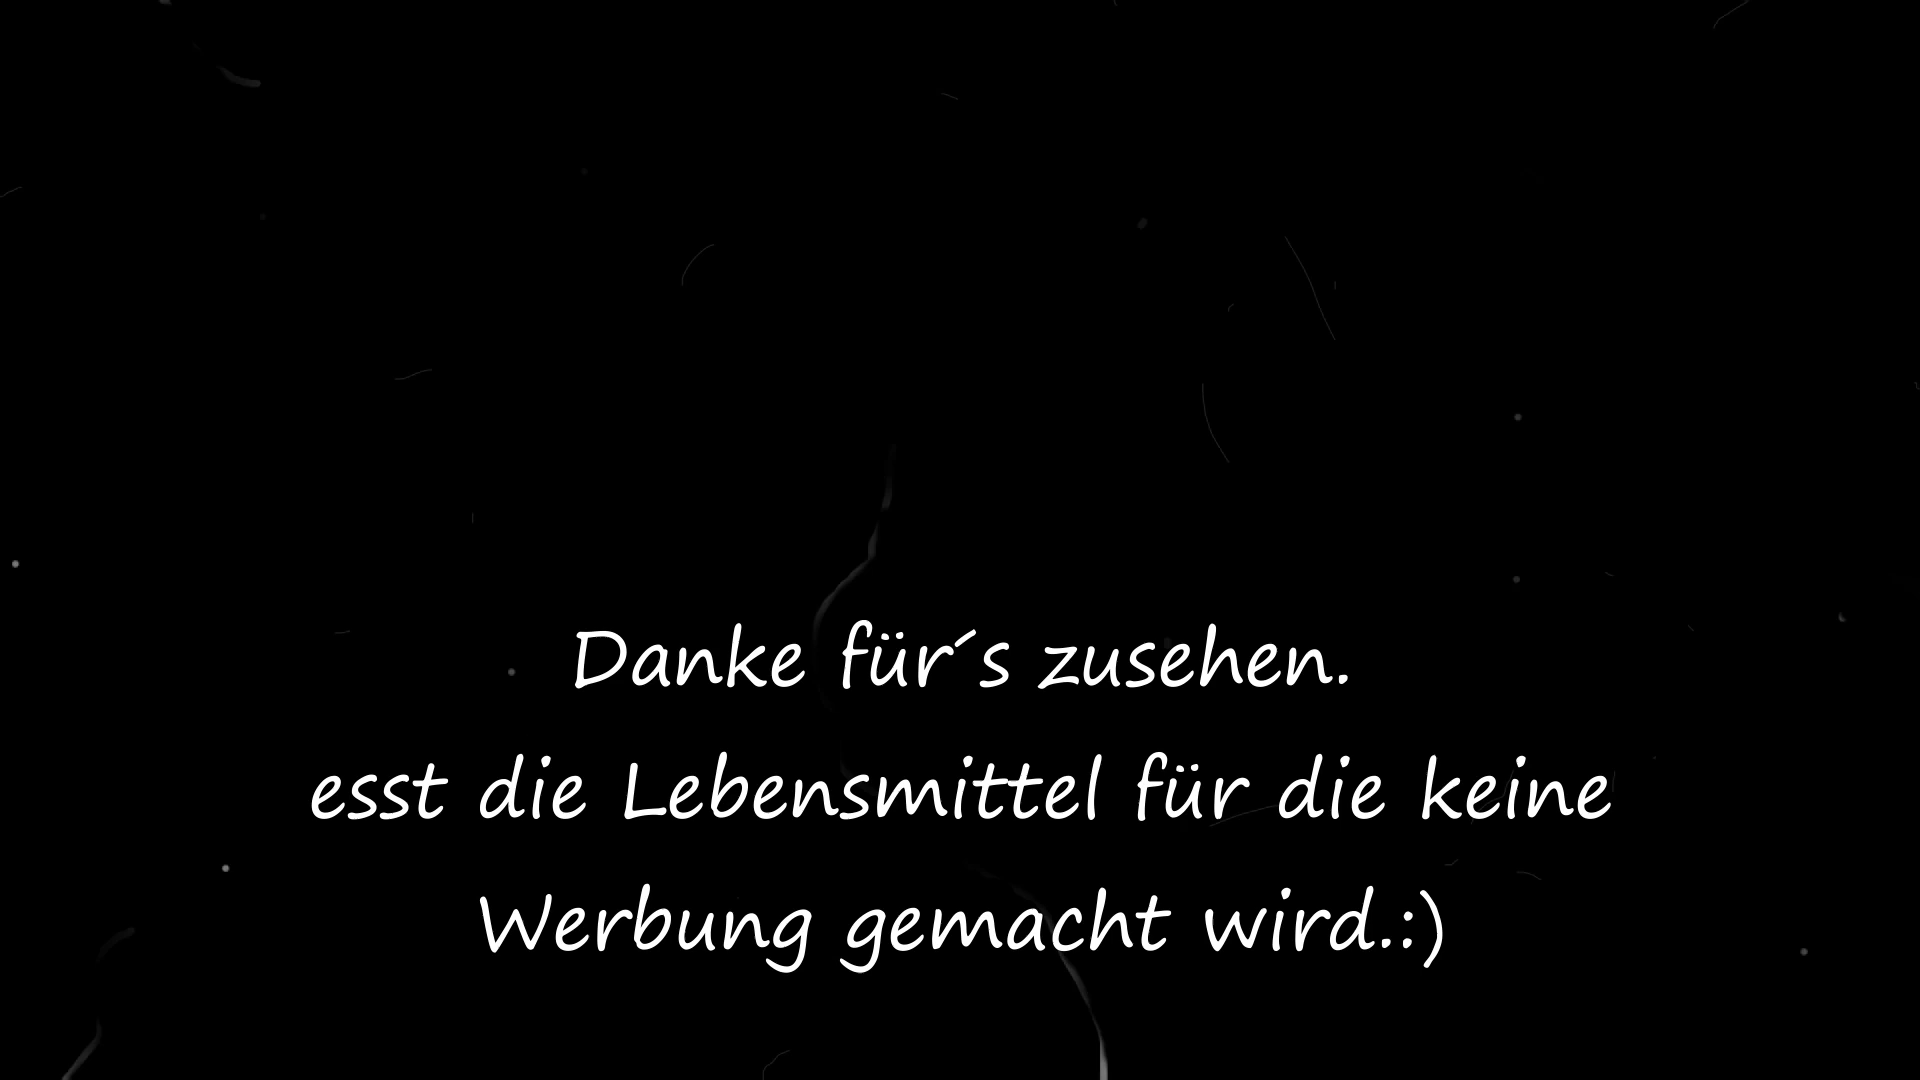 Danke für´s zusehen.
esst die Lebensmittel für die keine
Werbung gemacht wird.:)